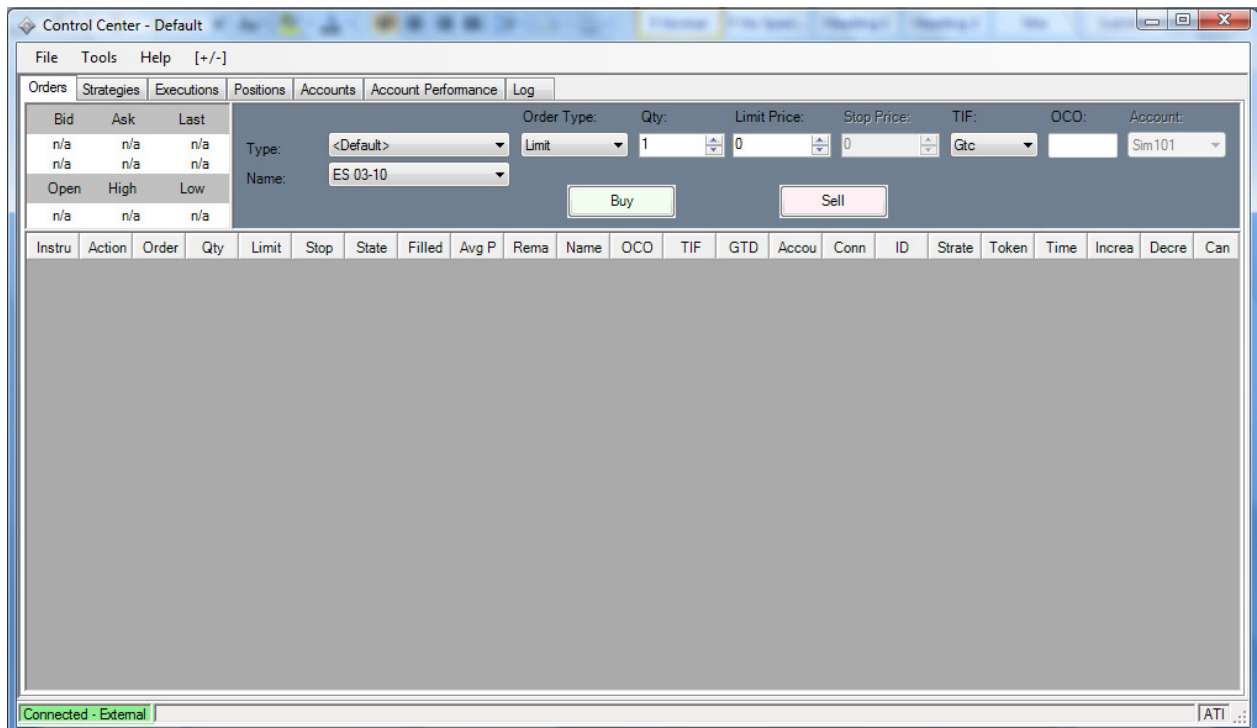 Control Center - Default
File Tools Help [+/-]
Orders Strategies Executions Positions Accounts Account Performance Log
Bid Ask Last
n/a n/a n/a
n/a n/a n/a
Open High Low
n/a n/a n/a
Order Type: Qty: Limit Price: Stop Price: TIF: OCO: Account:
Type: <Default> Limit 1 0 0 Gtc Sim101
Name: ES 03-10
Buy Sell
Instru Action Order Qty Limit Stop State Filled Avg P Rema Name OCO TIF GTD Accou Conn ID Strate Token Time Increa Decre Can
Connected - External ATI